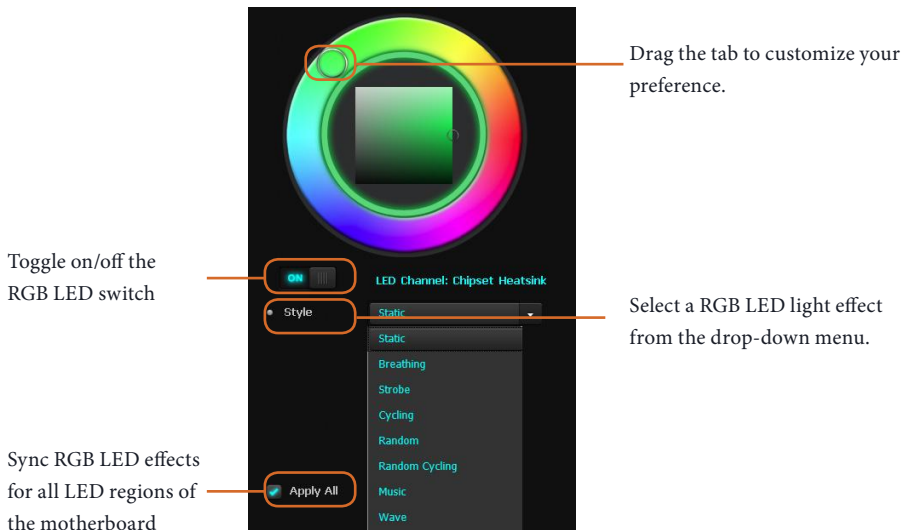 Drag the tab to customize your
preference.
Toggle on/off the
RGB LED switch
ON
LED Channel: Chipset Heatsink
Style
Static
Select a RGB LED light effect
from the drop-down menu.
Static
Breathing
Strobe
Cycling
Random
Random Cycling
Music
Wave
Sync RGB LED effects
for all LED regions of
the motherboard
Apply All